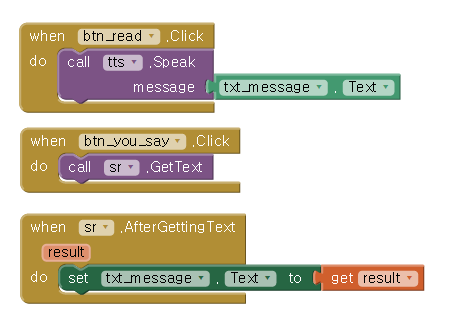 when btn_read .Click
do call tts .Speak
message txt_message . Text
when btn_you_say .Click
do call sr .GetText
when sr .AfterGettingText
result
do set txt_message . Text to get result